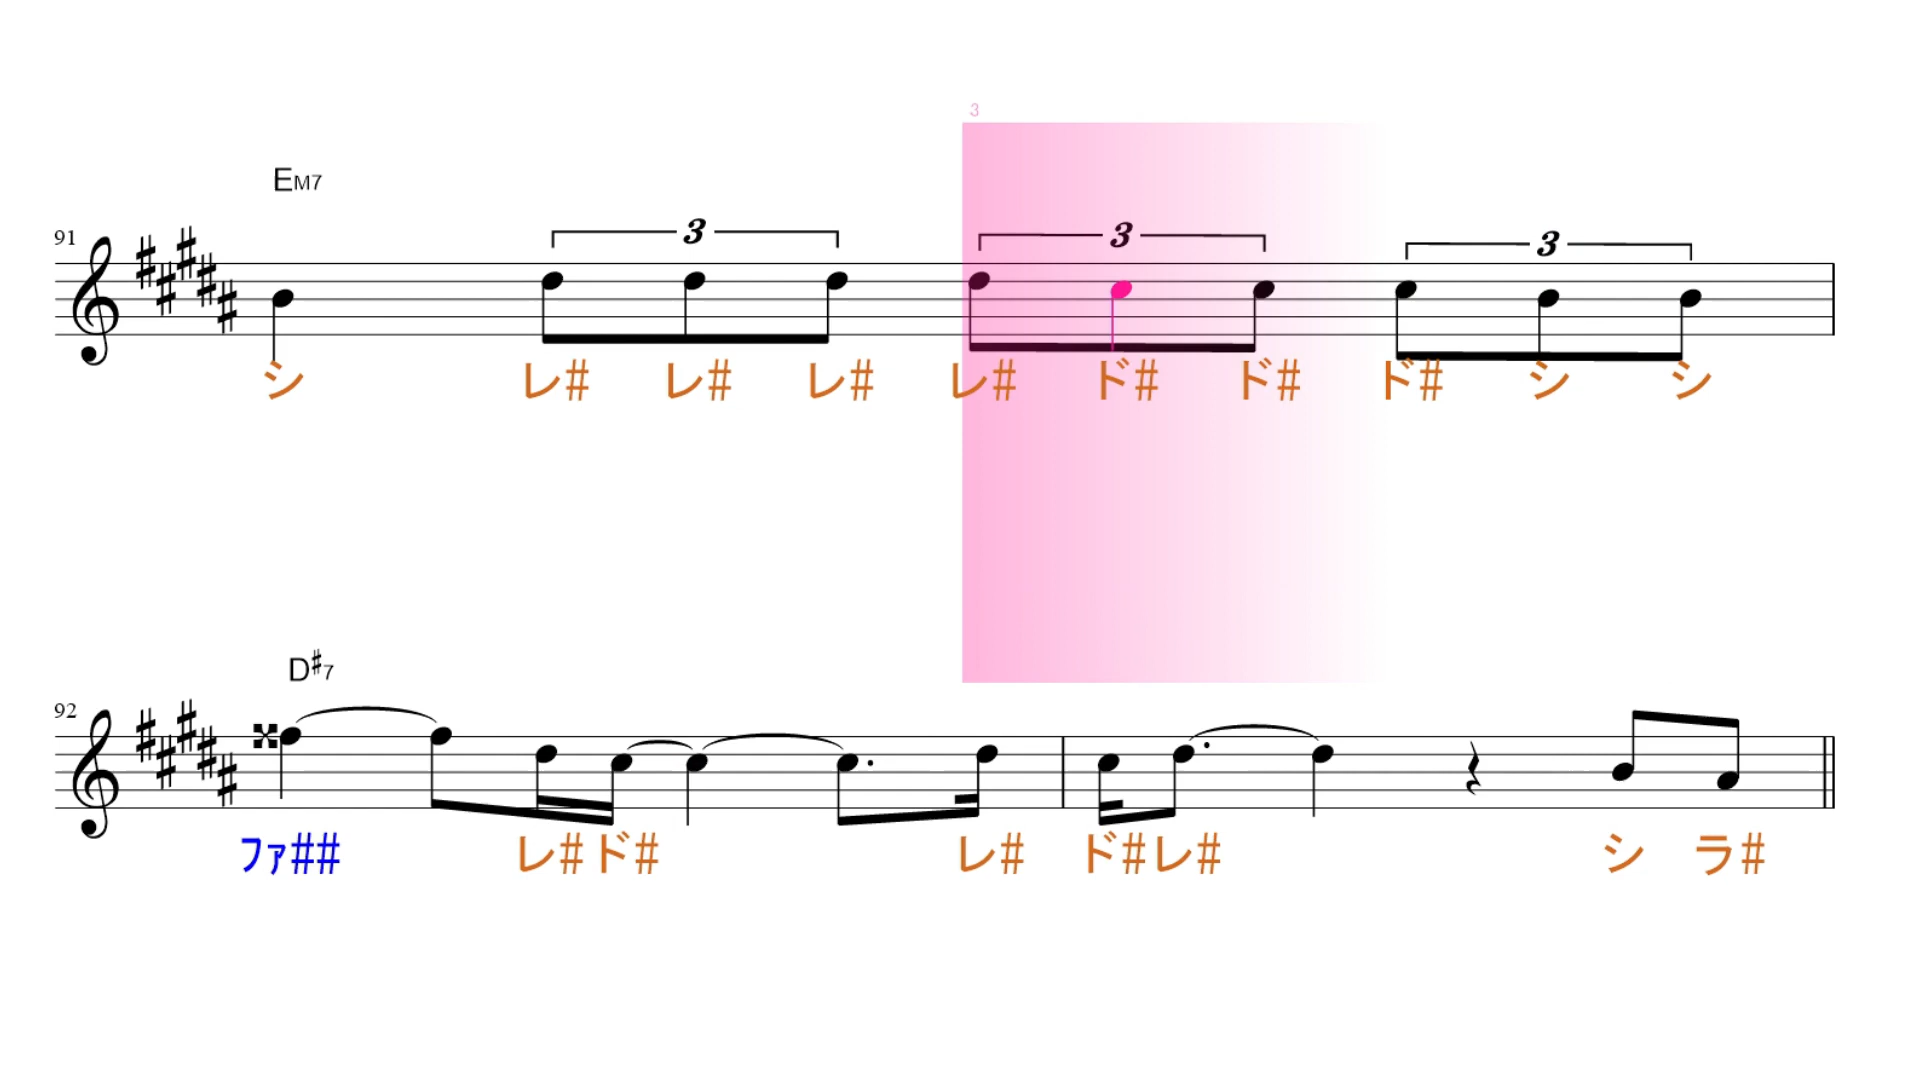 3
EM7
3 3 3
91
シ レ# レ# レ# レ# ド# ド# ド# シ シ
D♯7
92
ファ## レ# ド# レ# ド# レ# シ ラ#